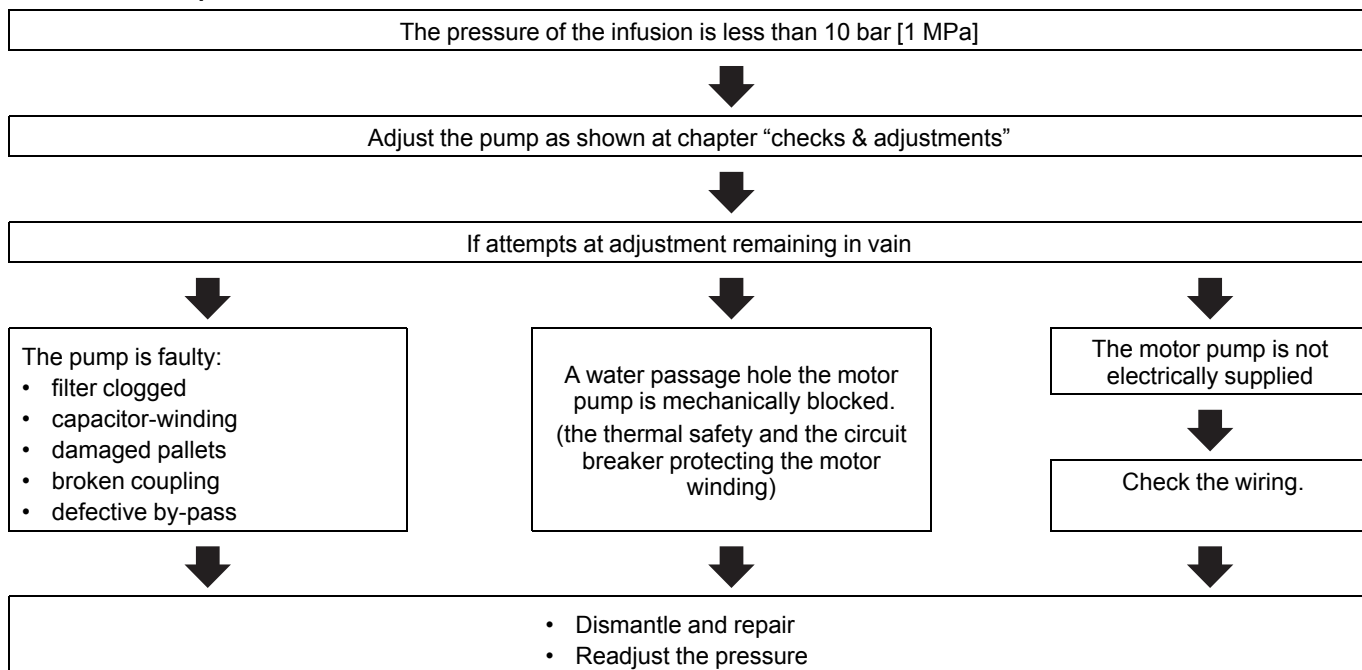 The pressure of the infusion is less than 10 bar [1 MPa]
Adjust the pump as shown at chapter “checks & adjustments”
If attempts at adjustment remaining in vain
The pump is faulty:
• filter clogged
• capacitor-winding
• damaged pallets
• broken coupling
• defective by-pass
A water passage hole the motor
pump is mechanically blocked.
(the thermal safety and the circuit
breaker protecting the motor
winding)
The motor pump is not
electrically supplied
Check the wiring.
• Dismantle and repair
• Readjust the pressure